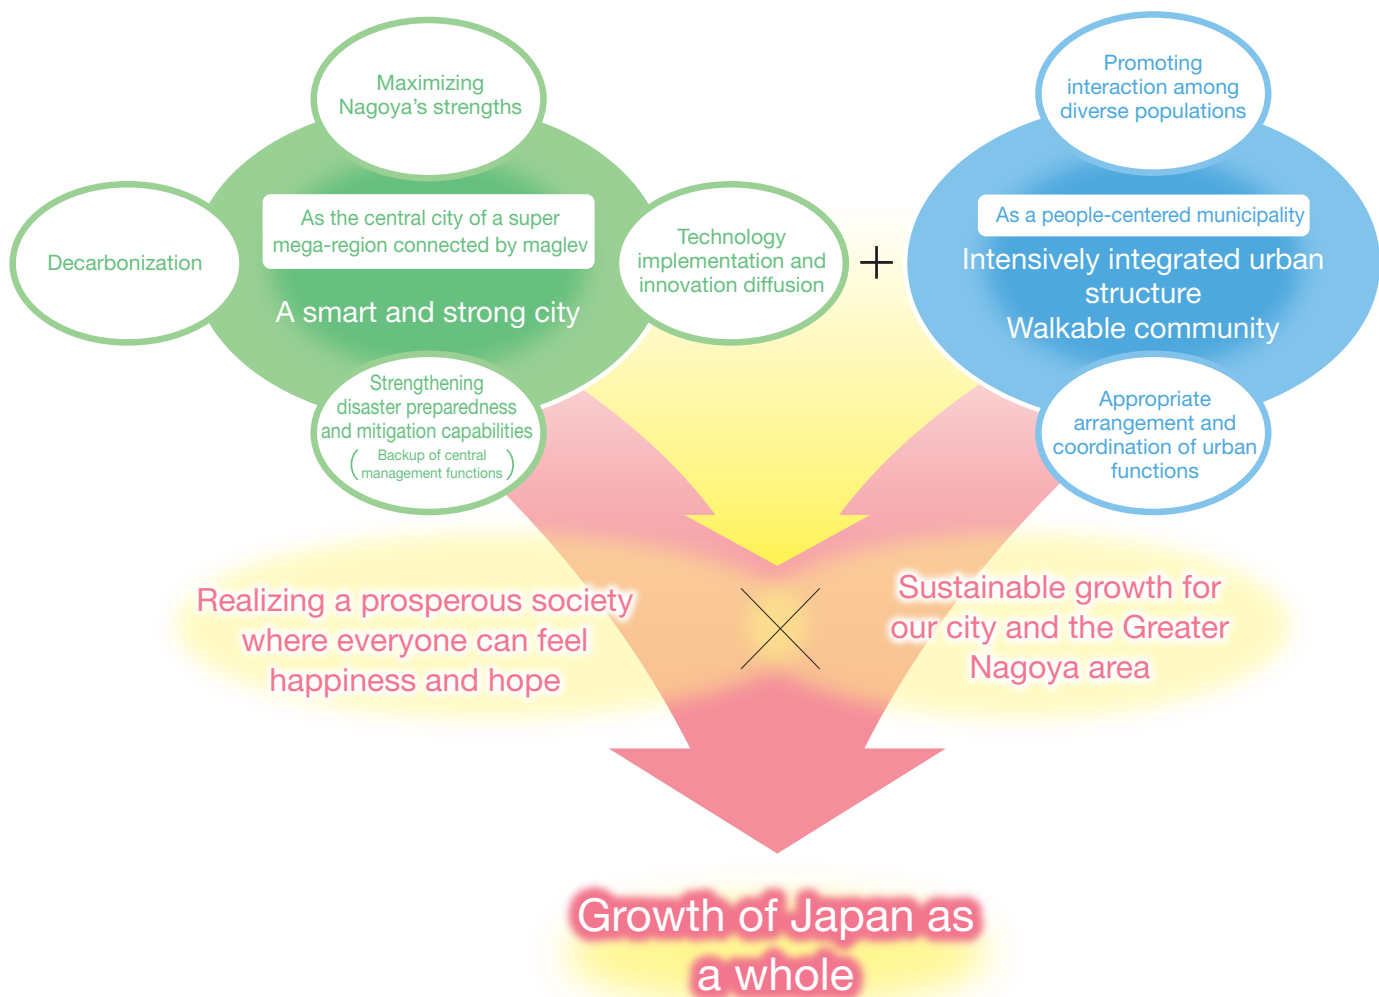 Maximizing
Nagoya’s strengths
Decarbonization
As the central city of a super
mega-region connected by maglev
A smart and strong city
Technology
implementation and
innovation diffusion
Strengthening
disaster preparedness
and mitigation capabilities
(Backup of central
management functions)
+
Promoting
interaction among
diverse populations
As a people-centered municipality
Intensively integrated urban
structure
Walkable community
Appropriate
arrangement and
coordination of urban
functions
Realizing a prosperous society
where everyone can feel
happiness and hope
×
Sustainable growth for
our city and the Greater
Nagoya area
Growth of Japan as
a whole